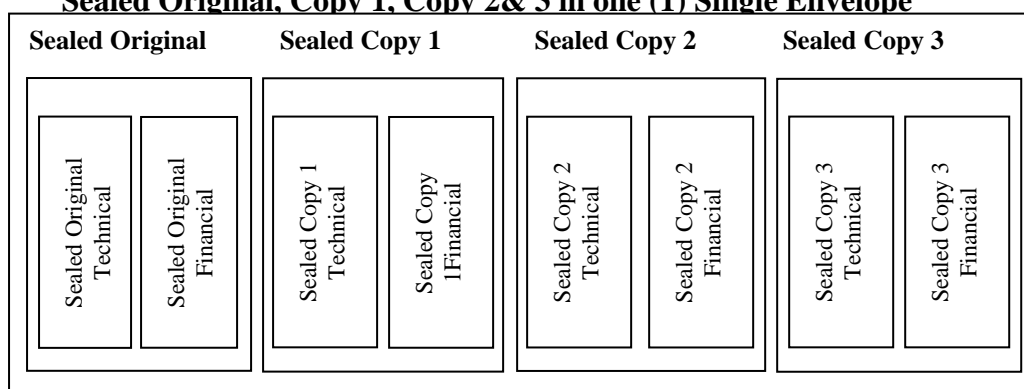 Sealed Original, Copy 1, Copy 2& 3 in one (1) Single Envelope
Sealed Original
Sealed Copy 1
Sealed Copy 2
Sealed Copy 3
Sealed Original
Technical
Sealed Original
Financial
Sealed Copy 1
Technical
Sealed Copy
1Financial
Sealed Copy 2
Technical
Sealed Copy 2
Financial
Sealed Copy 3
Technical
Sealed Copy 3
Financial